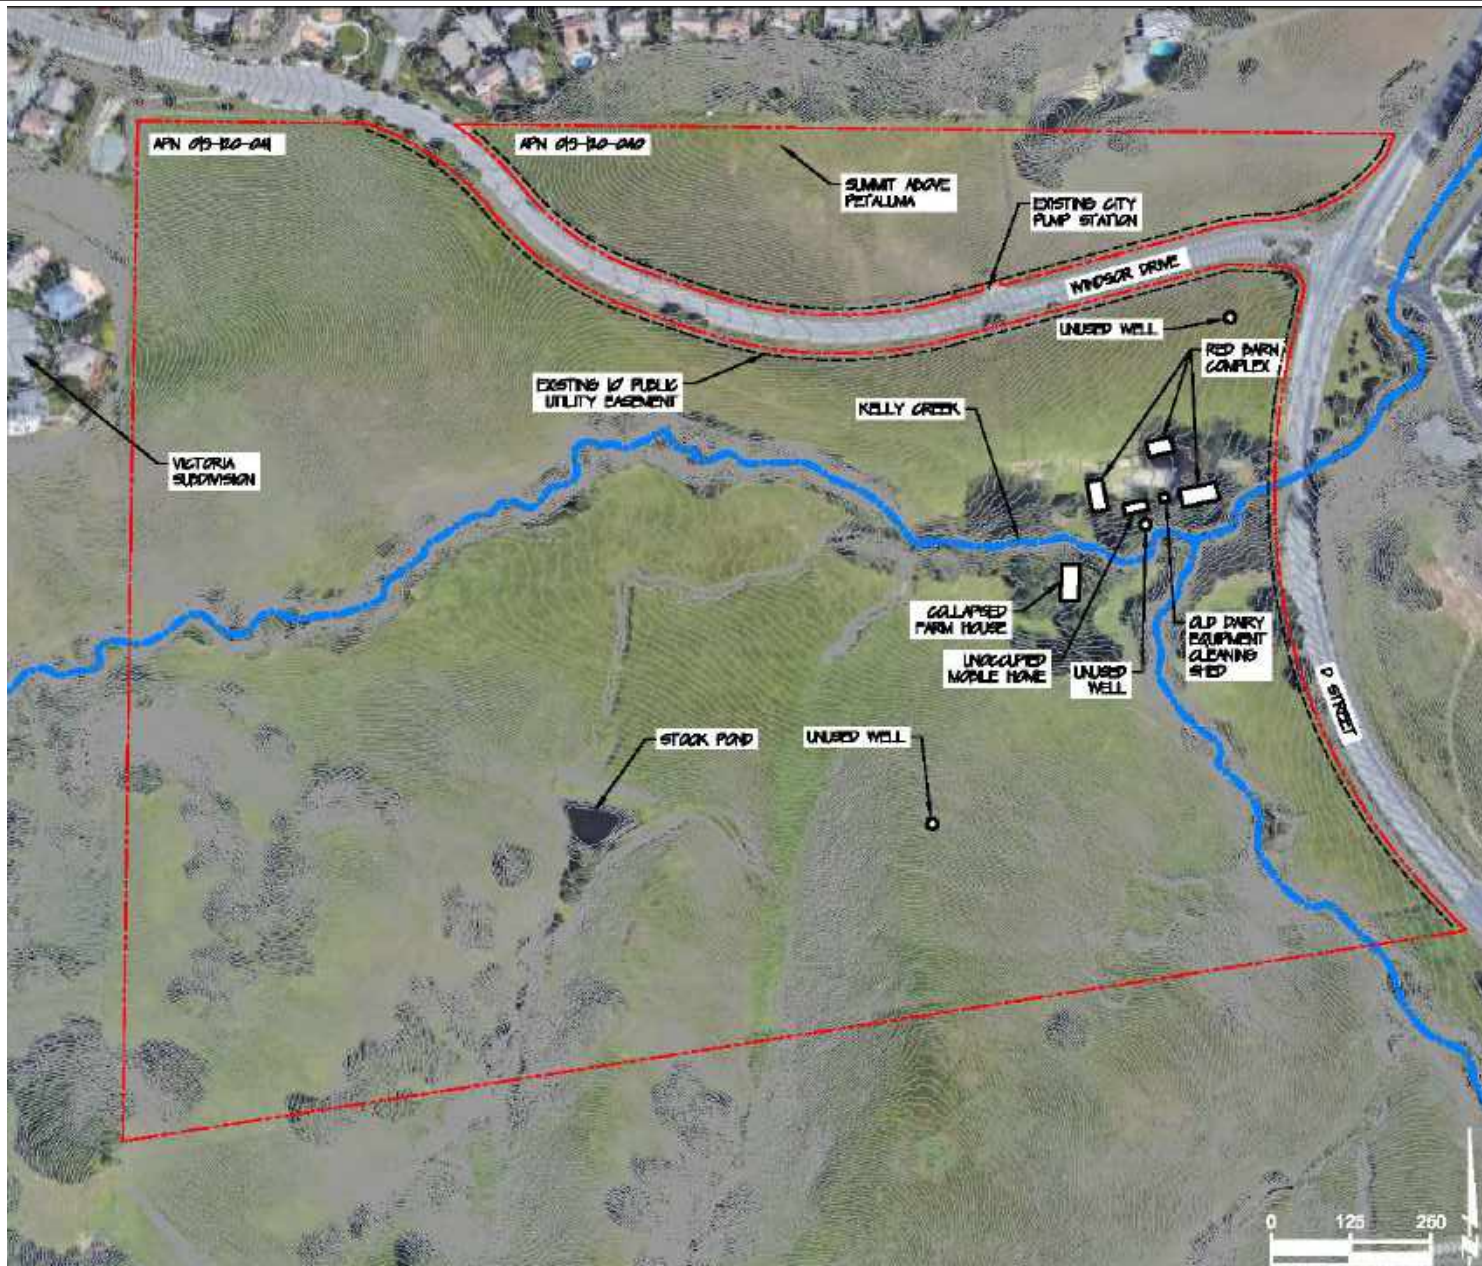 APN 019-120-041
APN 019-120-040
SUMMIT ABOVE
PETALUMA
EXISTING CITY
PUMP STATION
WINDSOR DRIVE
UNUSED WELL
RED BARN
COMPLEX
EXISTING 10' PUBLIC
UTILITY EASEMENT
KELLY CREEK
VICTORIA
SUBDIVISION
COLLAPSED
FARM HOUSE
UNOCCUPIED
MOBILE HOME
UNUSED
WELL
OLD DAIRY
EQUIPMENT
CLEANING
SHED
D STREET
STOCK POND
UNUSED WELL
0 125 250